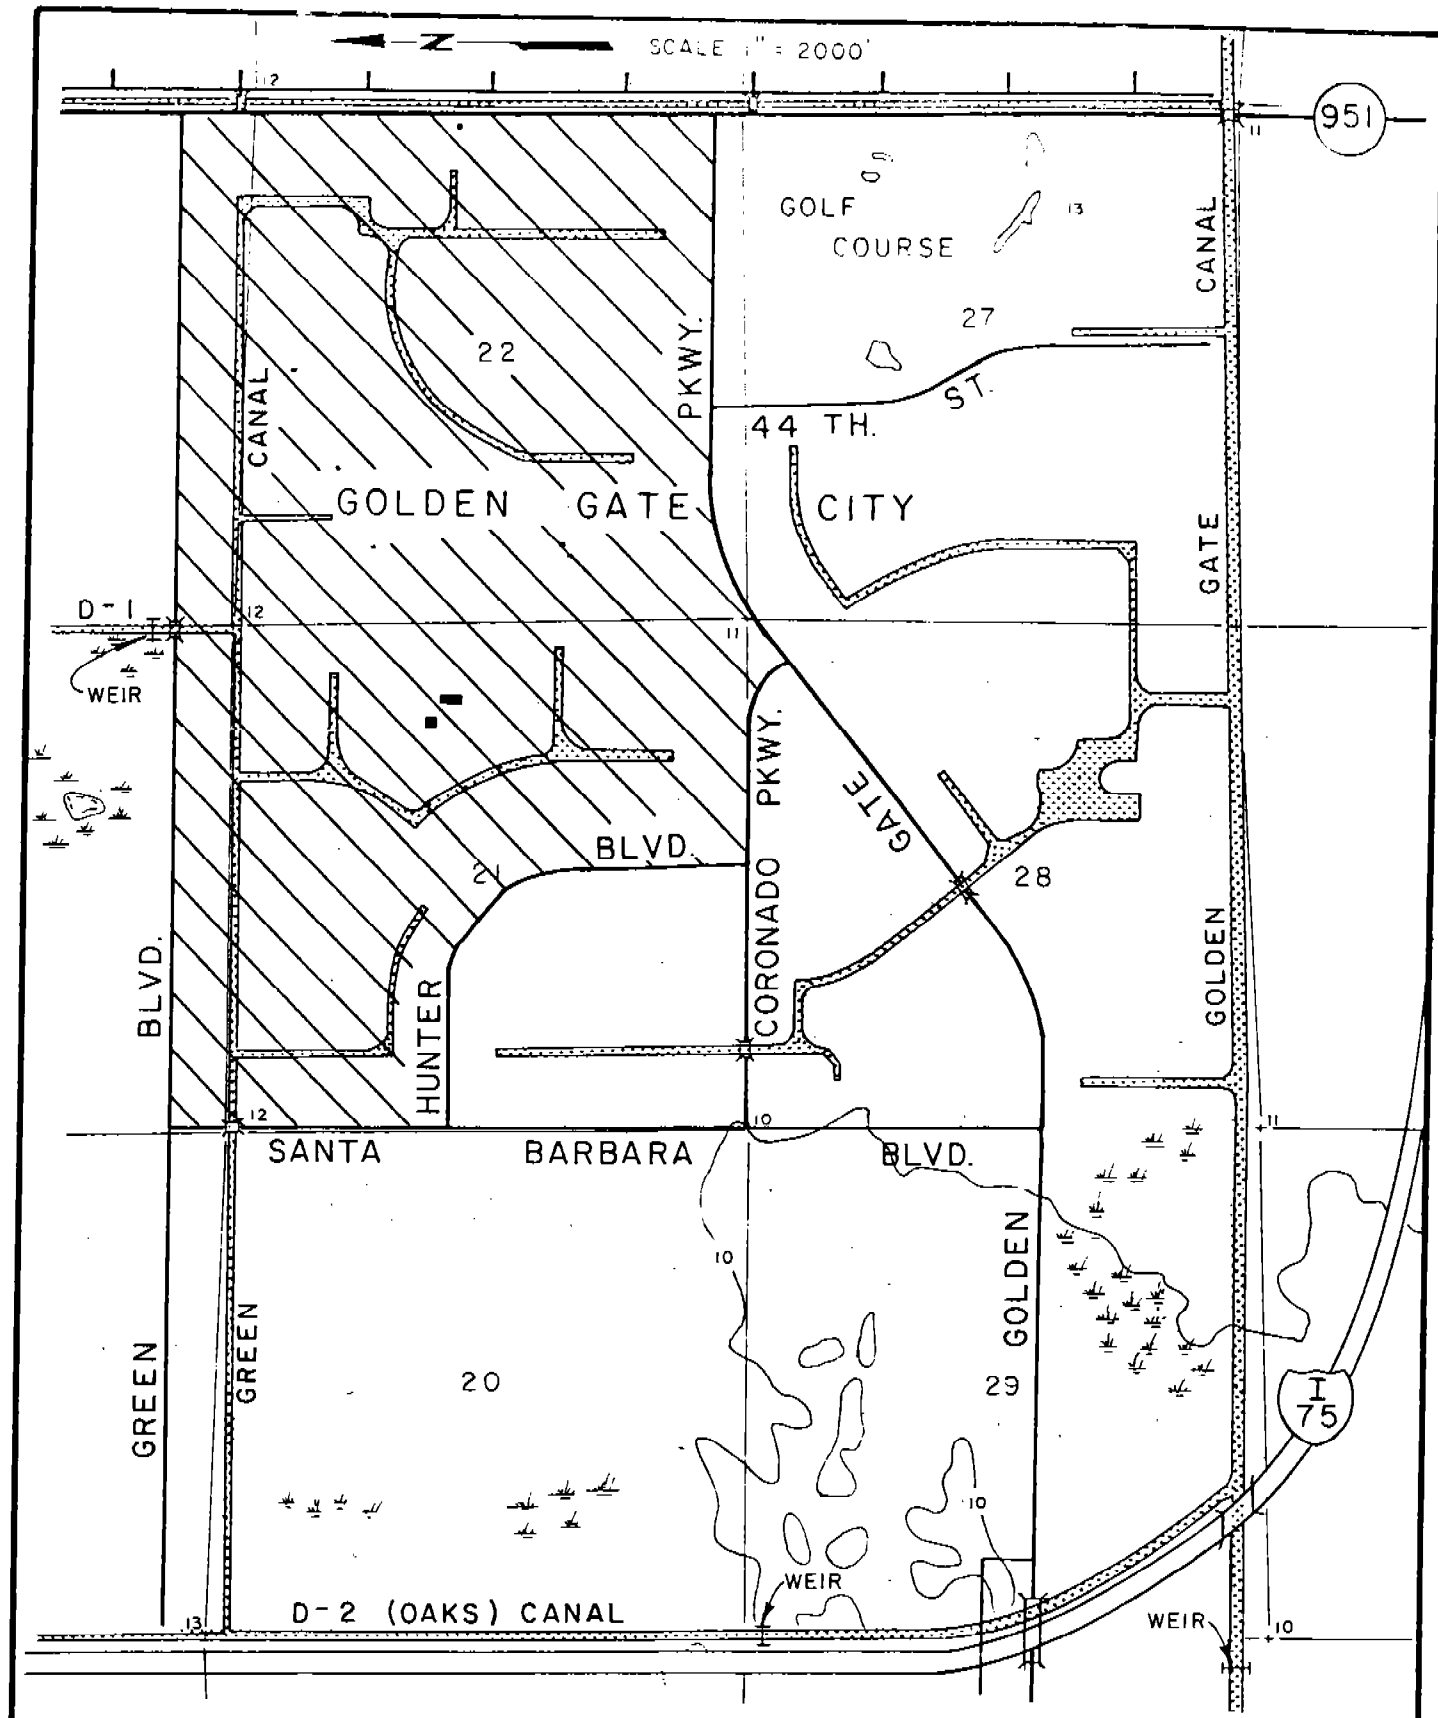 N
SCALE 1" = 2000'
12
951
11
GOLF
COURSE
13
CANAL
27
22
PKWY.
CANAL
44 TH. ST.
GOLDEN GATE CITY
GATE
D-1
12
11
WEIR
PKWY.
GATE
BLVD.
21
28
BLVD.
CORONADO
GOLDEN
HUNTER
12
10
11
SANTA BARBARA BLVD.
10
GOLDEN
GREEN
GREEN
20
29
I
75
10
WEIR
D-2 (OAKS) CANAL
13
WEIR
10